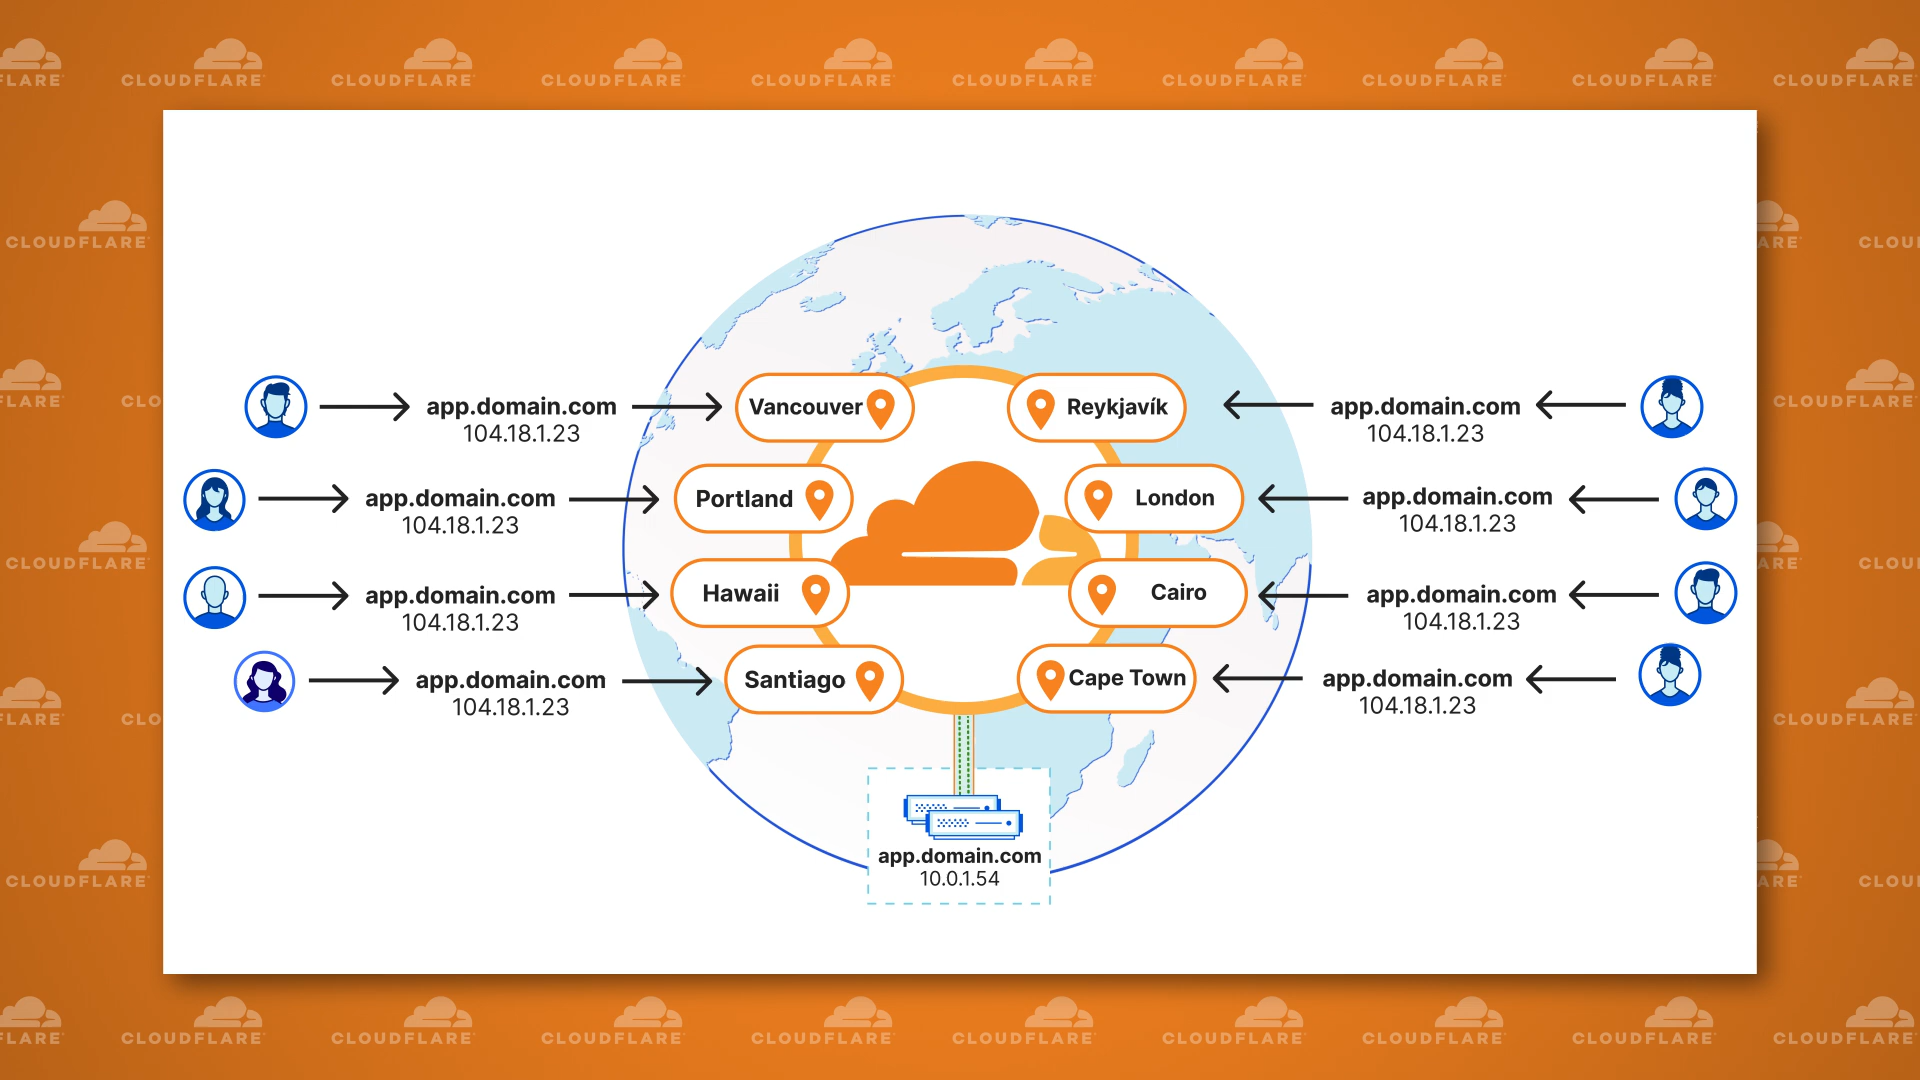 CLOUDFLARE
app.domain.com
104.18.1.23
Vancouver
Reykjavík
app.domain.com
104.18.1.23
app.domain.com
104.18.1.23
Portland
London
app.domain.com
104.18.1.23
app.domain.com
104.18.1.23
Hawaii
Cairo
app.domain.com
104.18.1.23
app.domain.com
104.18.1.23
Santiago
Cape Town
app.domain.com
104.18.1.23
app.domain.com
10.0.1.54